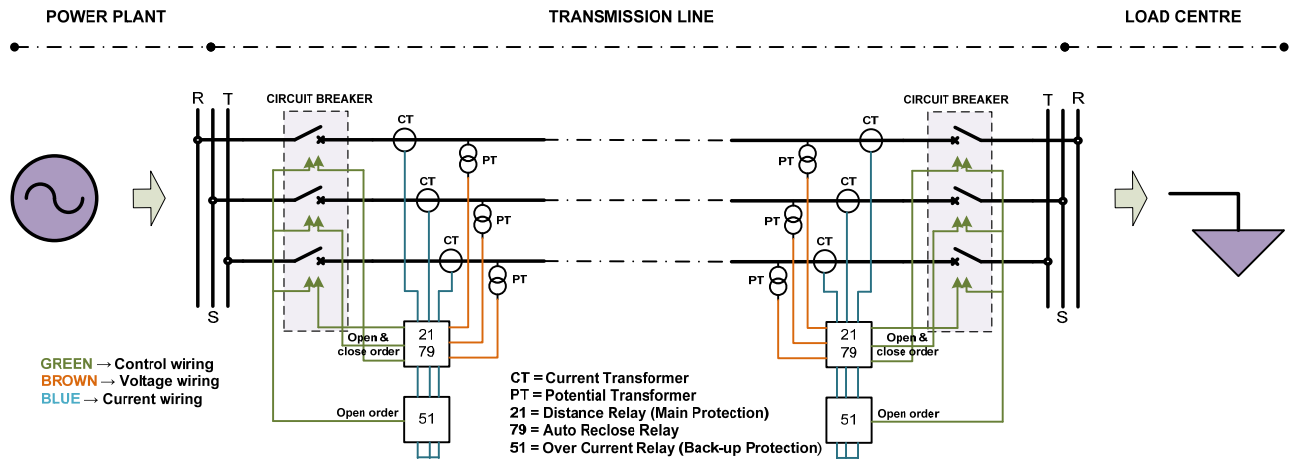 POWER PLANT
TRANSMISSION LINE
LOAD CENTRE
R T
CIRCUIT BREAKER
CT
PT
CT
PT
CT
PT
S
21
79
Open &
close order
51
Open order
CIRCUIT BREAKER
T R
CT
PT
CT
PT
CT
PT
S
21
79
Open &
close order
51
Open order
GREEN → Control wiring
BROWN → Voltage wiring
BLUE → Current wiring
CT = Current Transformer
PT = Potential Transformer
21 = Distance Relay (Main Protection)
79 = Auto Reclose Relay
51 = Over Current Relay (Back-up Protection)